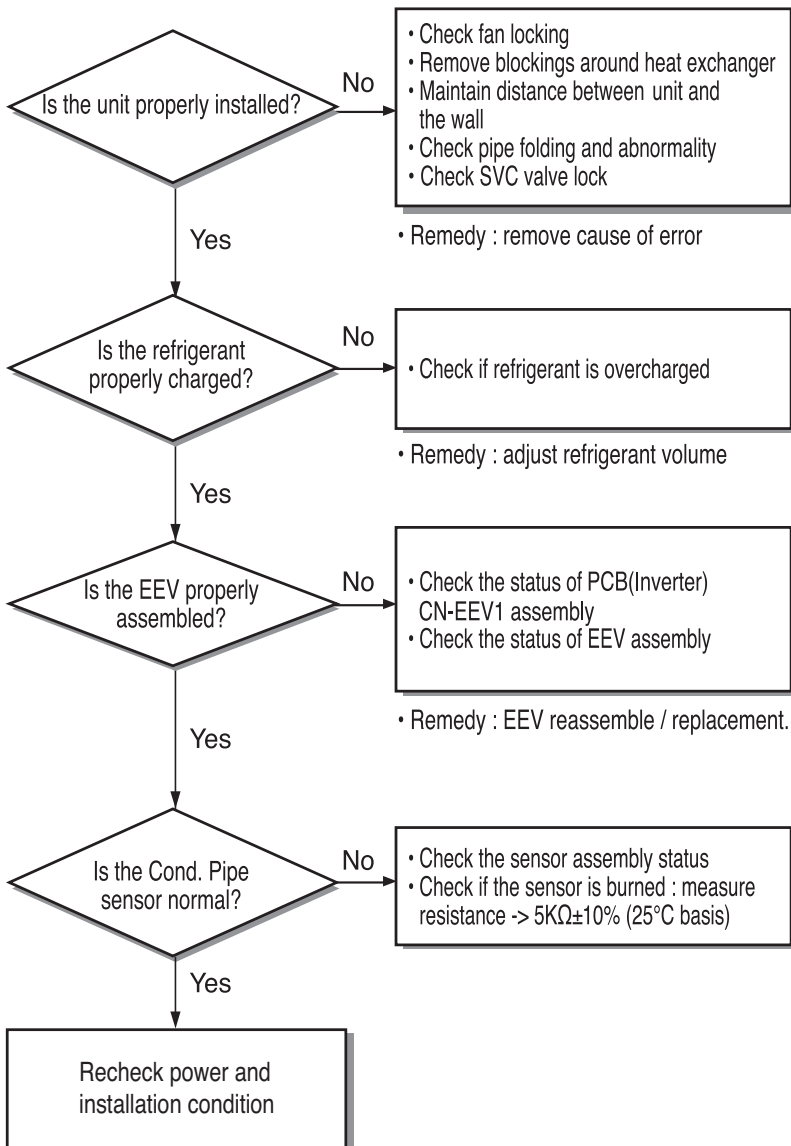 Is the unit properly installed?
No
• Check fan locking
• Remove blockings around heat exchanger
• Maintain distance between unit and
the wall
• Check pipe folding and abnormality
• Check SVC valve lock
• Remedy : remove cause of error
Yes
Is the refrigerant
properly charged?
No
• Check if refrigerant is overcharged
• Remedy : adjust refrigerant volume
Yes
Is the EEV properly
assembled?
No
• Check the status of PCB(Inverter)
CN-EEV1 assembly
• Check the status of EEV assembly
• Remedy : EEV reassemble / replacement.
Yes
Is the Cond. Pipe
sensor normal?
No
• Check the sensor assembly status
• Check if the sensor is burned : measure
resistance -> 5KΩ±10% (25°C basis)
Yes
Recheck power and
installation condition